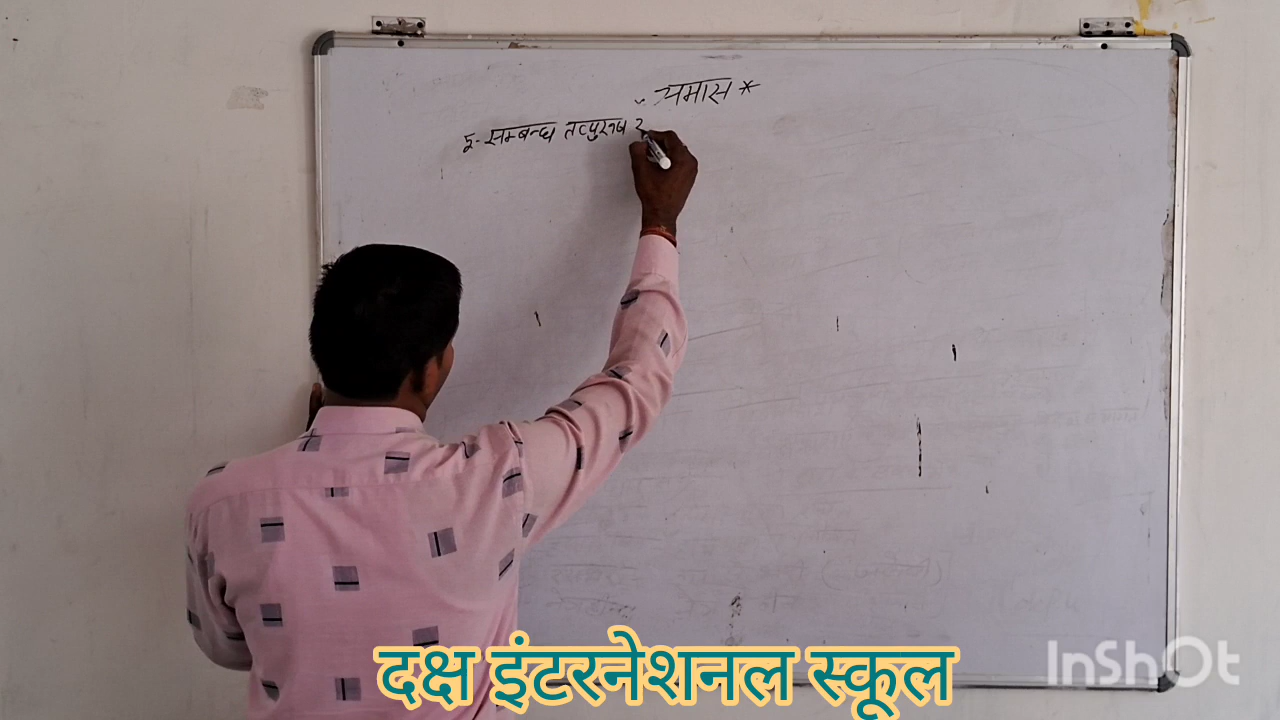 समास *
5- सम्बन्ध तत्पुरुष
दक्ष इंटरनेशनल स्कूल
InShOt